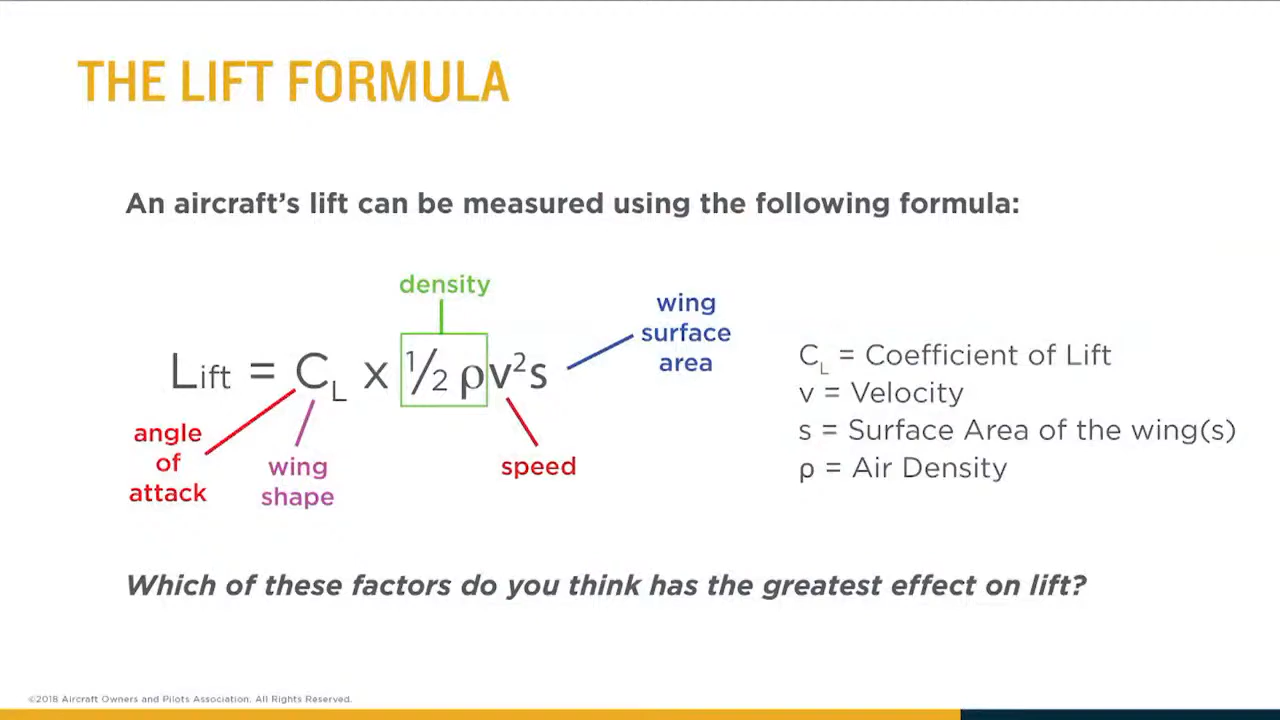 THE LIFT FORMULA
An aircraft's lift can be measured using the following formula:
density
wing
surface
area
Lift = C_L x ½ ρv²s
angle
of
attack
wing
shape
speed
C_L = Coefficient of Lift
v = Velocity
s = Surface Area of the wing(s)
ρ = Air Density
Which of these factors do you think has the greatest effect on lift?
©2018 Aircraft Owners and Pilots Association. All Rights Reserved.